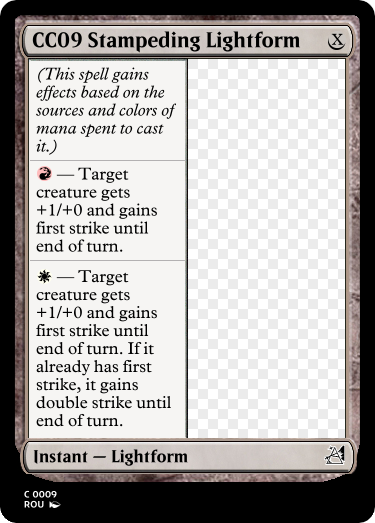 CC09 Stampeding Lightform X
(This spell gains
effects based on the
sources and colors of
mana spent to cast
it.)
— Target
creature gets
+1/+0 and gains
first strike until
end of turn.
— Target
creature gets
+1/+0 and gains
first strike until
end of turn. If it
already has first
strike, it gains
double strike until
end of turn.
Instant — Lightform
C 0009
ROU